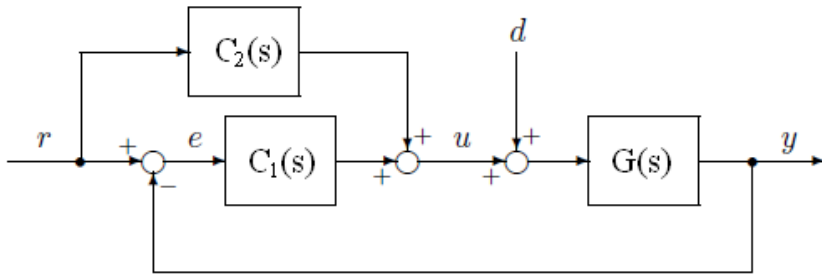 C₂(s)
d
r
+
e
C₁(s)
+
u
+
G(s)
y
−
+
+